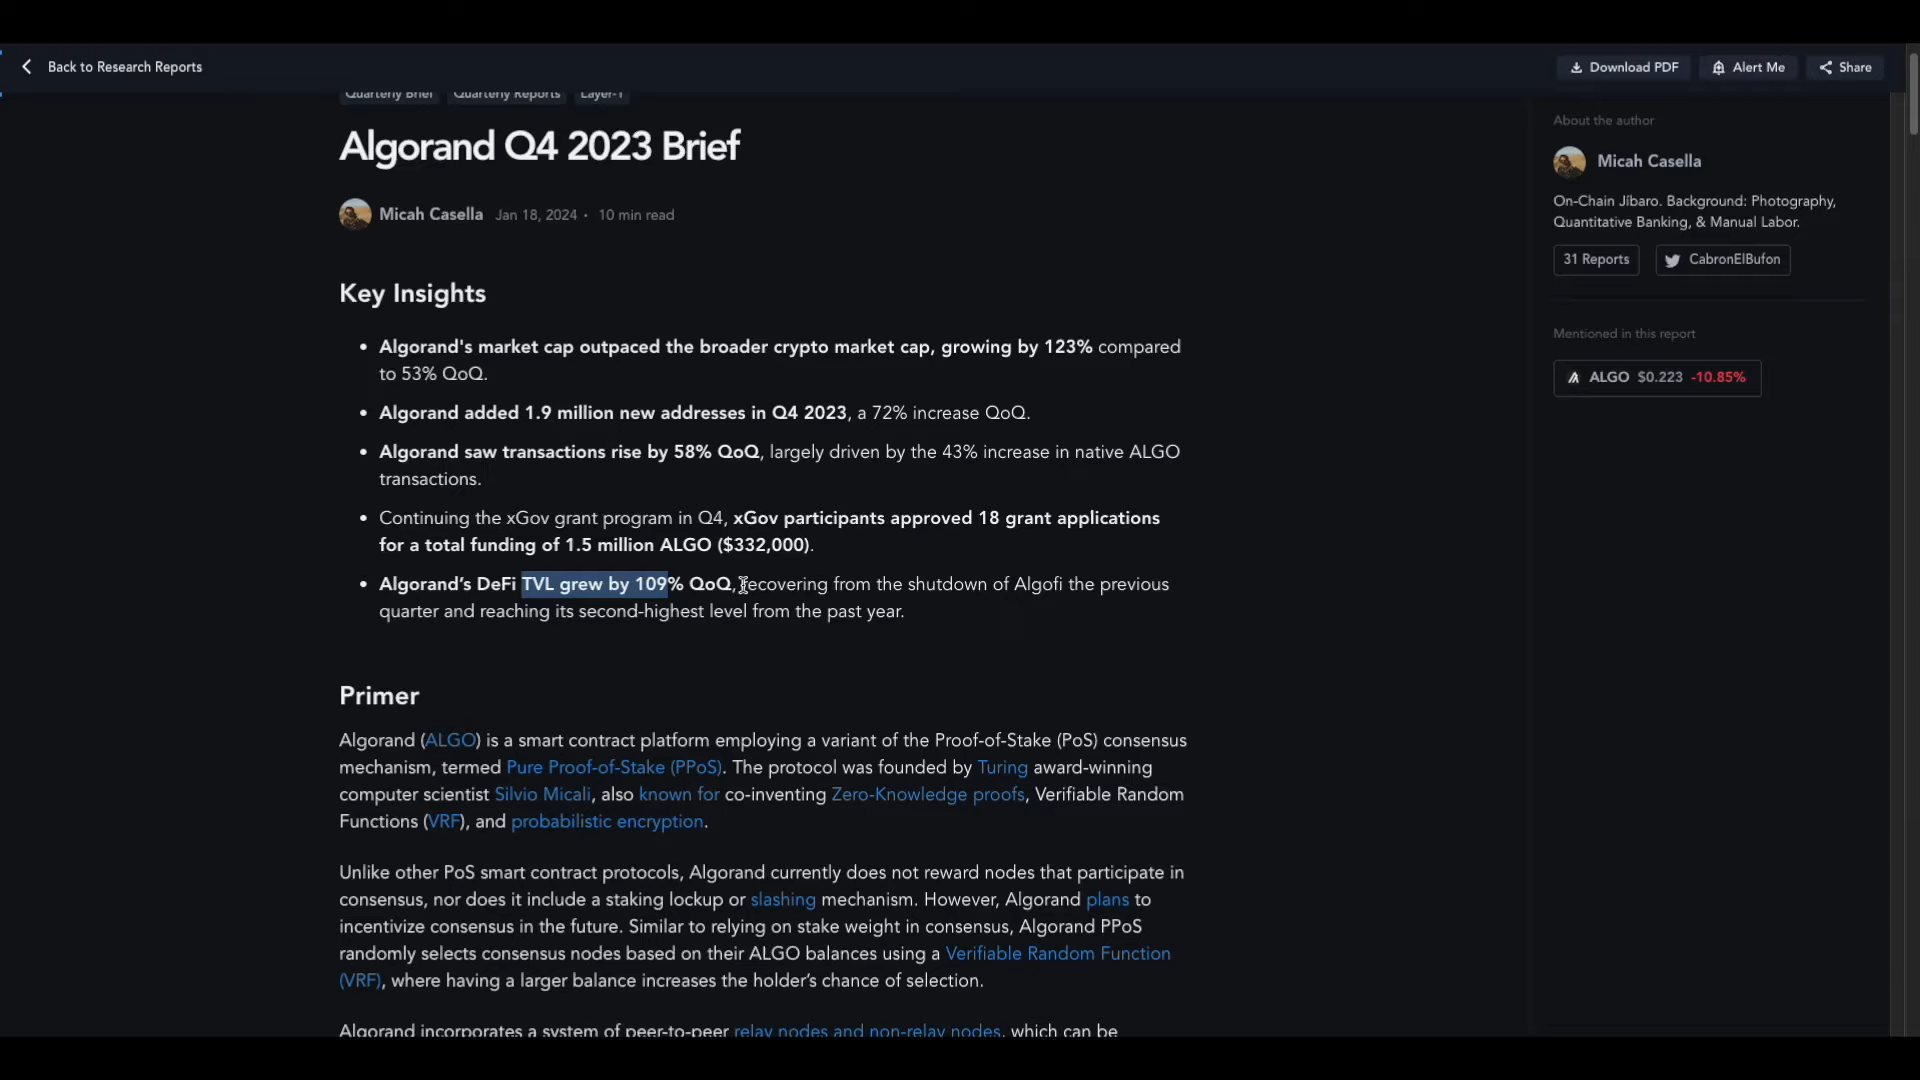 Back to Research Reports
Download PDF
Alert Me
Share
Quarterly Brief
Quarterly Reports
Layer-1
Algorand Q4 2023 Brief
Micah Casella Jan 18, 2024 • 10 min read
Key Insights
• Algorand's market cap outpaced the broader crypto market cap, growing by 123% compared
to 53% QoQ.
• Algorand added 1.9 million new addresses in Q4 2023, a 72% increase QoQ.
• Algorand saw transactions rise by 58% QoQ, largely driven by the 43% increase in native ALGO
transactions.
• Continuing the xGov grant program in Q4, xGov participants approved 18 grant applications
for a total funding of 1.5 million ALGO ($332,000).
• Algorand’s DeFi TVL grew by 109% QoQ, recovering from the shutdown of Algofi the previous
quarter and reaching its second-highest level from the past year.
Primer
Algorand (ALGO) is a smart contract platform employing a variant of the Proof-of-Stake (PoS) consensus
mechanism, termed Pure Proof-of-Stake (PPoS). The protocol was founded by Turing award-winning
computer scientist Silvio Micali, also known for co-inventing Zero-Knowledge proofs, Verifiable Random
Functions (VRF), and probabilistic encryption.
Unlike other PoS smart contract protocols, Algorand currently does not reward nodes that participate in
consensus, nor does it include a staking lockup or slashing mechanism. However, Algorand plans to
incentivize consensus in the future. Similar to relying on stake weight in consensus, Algorand PPoS
randomly selects consensus nodes based on their ALGO balances using a Verifiable Random Function
(VRF), where having a larger balance increases the holder’s chance of selection.
Algorand incorporates a system of peer-to-peer relay nodes and non-relay nodes, which can be
About the author
Micah Casella
On-Chain Jíbaro. Background: Photography,
Quantitative Banking, & Manual Labor.
31 Reports
CabronElBufon
Mentioned in this report
ALGO $0.223 -10.85%